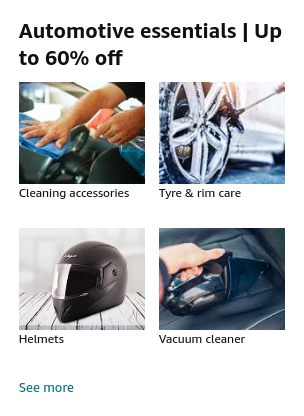 Automotive essentials | Up
to 60% off
Cleaning accessories
Tyre & rim care
Helmets
Vacuum cleaner
See more